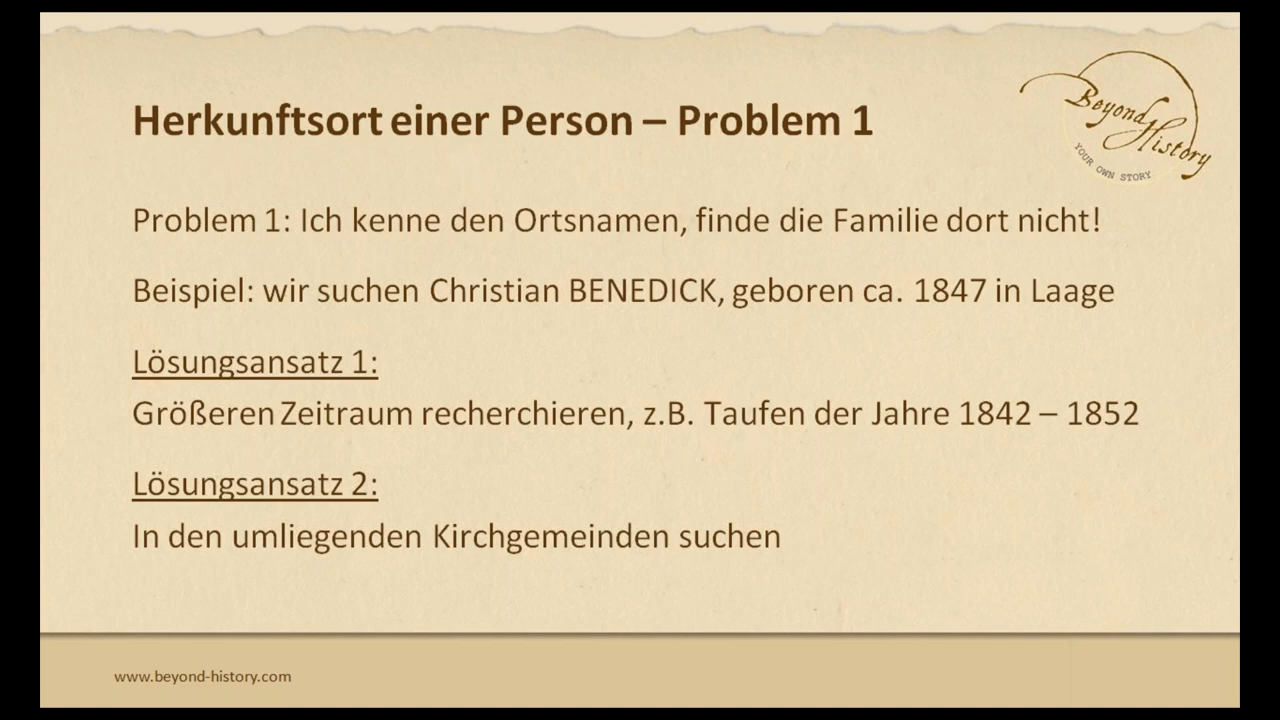 Herkunftsort einer Person – Problem 1
Beyond
History
YOUR OWN STORY
Problem 1: Ich kenne den Ortsnamen, finde die Familie dort nicht!
Beispiel: wir suchen Christian BENEDICK, geboren ca. 1847 in Laage
Lösungsansatz 1:
Größeren Zeitraum recherchieren, z.B. Taufen der Jahre 1842 – 1852
Lösungsansatz 2:
In den umliegenden Kirchgemeinden suchen
www.beyond-history.com